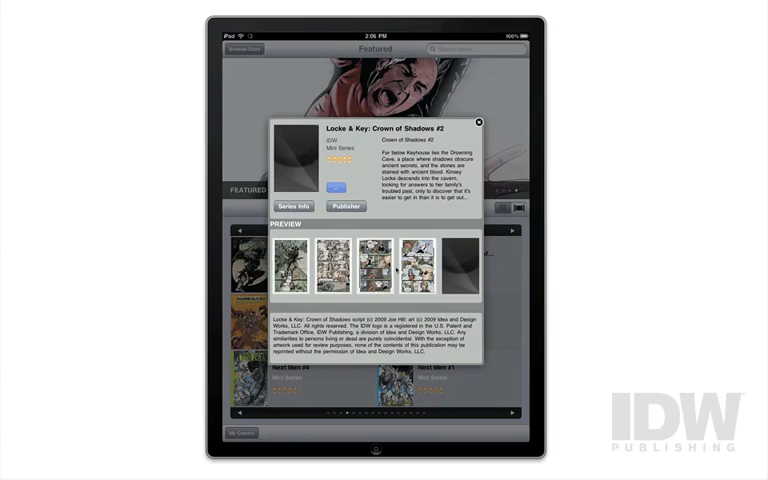 iPod
2:06 PM
100%
Browse Store
Featured
Search Store
Locke & Key: Crown of Shadows #2
IDW
Mini Series
Crown of Shadows #2
Far below Keyhouse lies the Drowning
Cave, a place where shadows obscure
ancient secrets, and the stones are
stained with ancient blood. Kinsey
Locke descends into the cavern,
looking for answers to her family's
troubled past, only to discover that it's
easier to get in than it is to get out...
Series Info
Publisher
FEATURED
PREVIEW
Locke & Key: Crown of Shadows script (c) 2009 Joe Hill; art (c) 2009 Idea and Design
Works, LLC. All rights reserved. The IDW logo is a registered in the U.S. Patent and
Trademark Office. IDW Publishing, a division of Idea and Design Works, LLC. Any
similarities to persons living or dead are purely coincidental. With the exception of
artwork used for review purposes, none of the contents of this publication may be
reprinted without the permission of Idea and Design Works, LLC.
Next Men #4
Mini Series
Next Men #1
Mini Series
My Comics
IDW
PUBLISHING